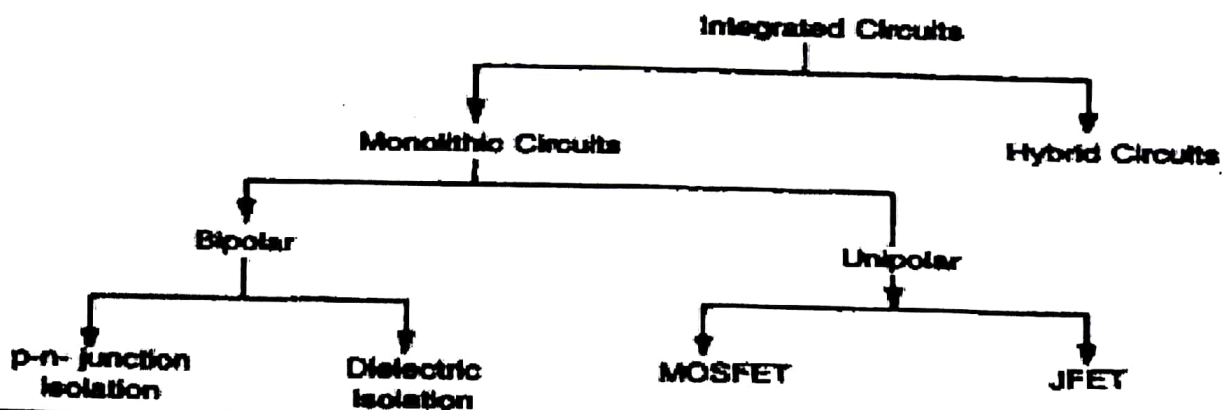 Integrated Circuits
Monolithic Circuits
Hybrid Circuits
Bipolar
Unipolar
p-n- junction
isolation
Dielectric
isolation
MOSFET
JFET